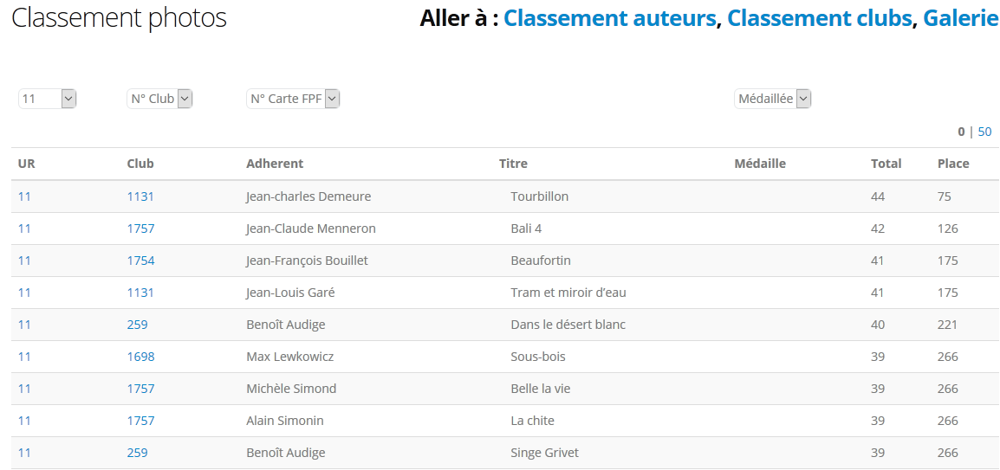 Classement photos Aller à : Classement auteurs, Classement clubs, Galerie
11 N° Club N° Carte FPF Médaillée
0 | 50
UR Club Adherent Titre Médaille Total Place
11 1131 Jean-charles Demeure Tourbillon 44 75
11 1757 Jean-Claude Menneron Bali 4 42 126
11 1754 Jean-François Bouillet Beaufortin 41 175
11 1131 Jean-Louis Garé Tram et miroir d’eau 41 175
11 259 Benoît Audige Dans le désert blanc 40 221
11 1698 Max Lewkowicz Sous-bois 39 266
11 1757 Michèle Simond Belle la vie 39 266
11 1757 Alain Simonin La chite 39 266
11 259 Benoît Audige Singe Grivet 39 266